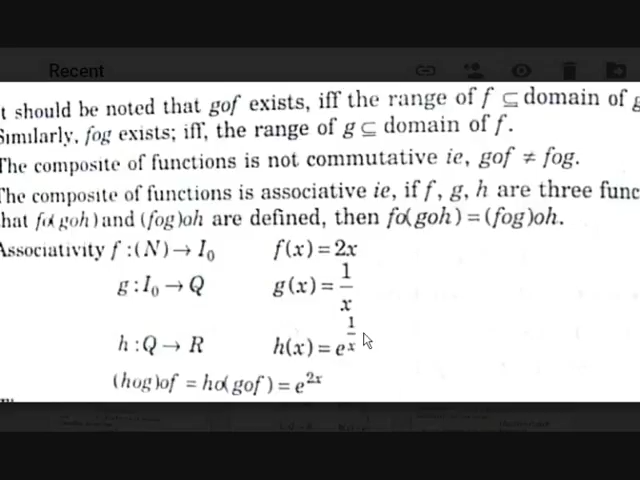 Recent
t should be noted that gof exists, iff the range of f ⊆ domain of g
Similarly, fog exists; iff, the range of g ⊆ domain of f.
The composite of functions is not commutative ie, gof ≠ fog.
The composite of functions is associative ie, if f, g, h are three func
hat fo(goh) and (fog)oh are defined, then fo(goh) = (fog)oh.
Associativity f : (N) → I₀ f(x) = 2x
g : I₀ → Q g(x) = 1/x
h : Q → R h(x) = e^(1/x)
(hog)of = ho(gof) = e^(2x)